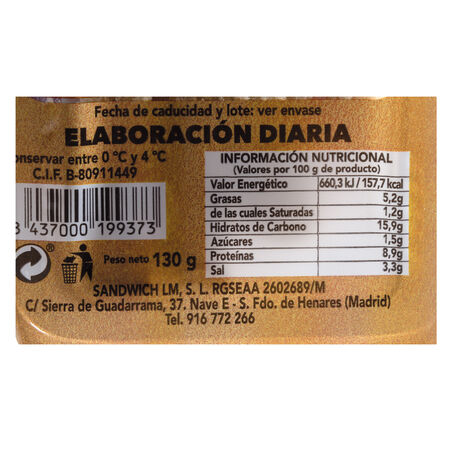 Fecha de caducidad y lote: ver envase
ELABORACIÓN DIARIA
onservar entre 0 ºC y 4 ºC
C.I.F. B-80911449
INFORMACIÓN NUTRICIONAL
(Valores por 100 g de producto)
Valor Energético 660,3 kJ / 157,7 kcal
Grasas 5,2g
de las cuales Saturadas 1,2g
Hidratos de Carbono 15,9g
Azúcares 1,5g
Proteínas 8,9g
Sal 3,3g
437000 199373
Peso neto 130 g
SANDWICH LM, S. L. RGSEAA 2602689/M
C/ Sierra de Guadarrama, 37. Nave E - S. Fdo. de Henares (Madrid)
Tel. 916 772 266